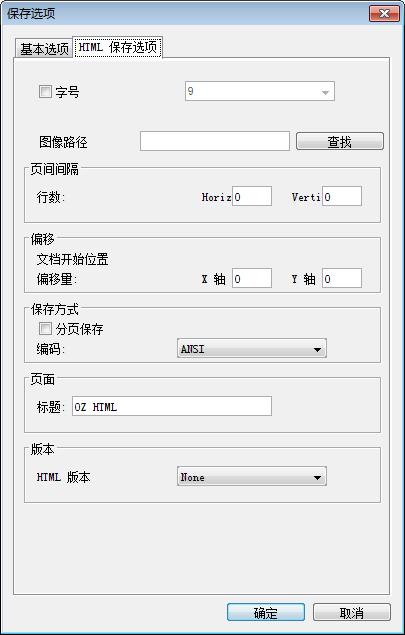 保存选项
基本选项 HTML 保存选项
字号 9
图像路径 查找
页间间隔
行数: Horiz 0 Verti 0
偏移
文档开始位置
偏移量: X 轴 0 Y 轴 0
保存方式
分页保存
编码: ANSI
页面
标题: OZ HTML
版本
HTML 版本 None
确定 取消